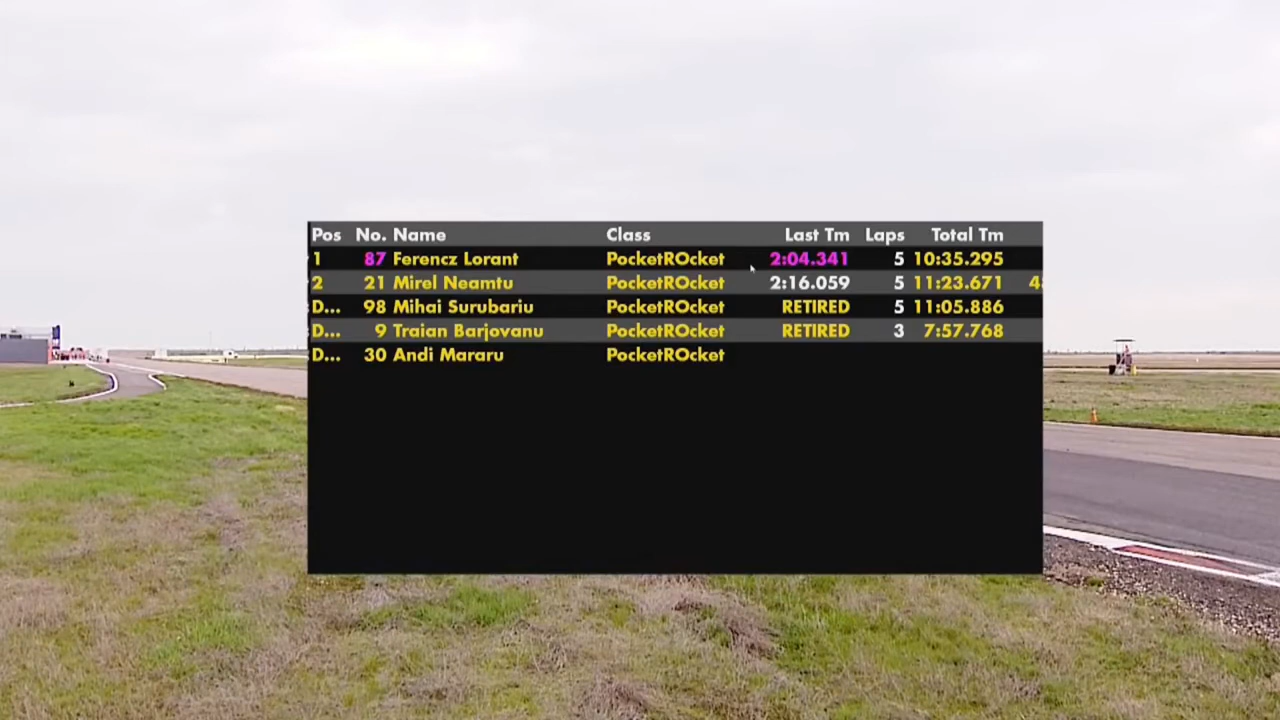 Pos No. Name Class Last Tm Laps Total Tm
1 87 Ferencz Lorant PocketROcket 2:04.341 5 10:35.295
2 21 Mirel Neamtu PocketROcket 2:16.059 5 11:23.671 4
D... 98 Mihai Surubariu PocketROcket RETIRED 5 11:05.886
D... 9 Traian Barjovanu PocketROcket RETIRED 3 7:57.768
D... 30 Andi Mararu PocketROcket